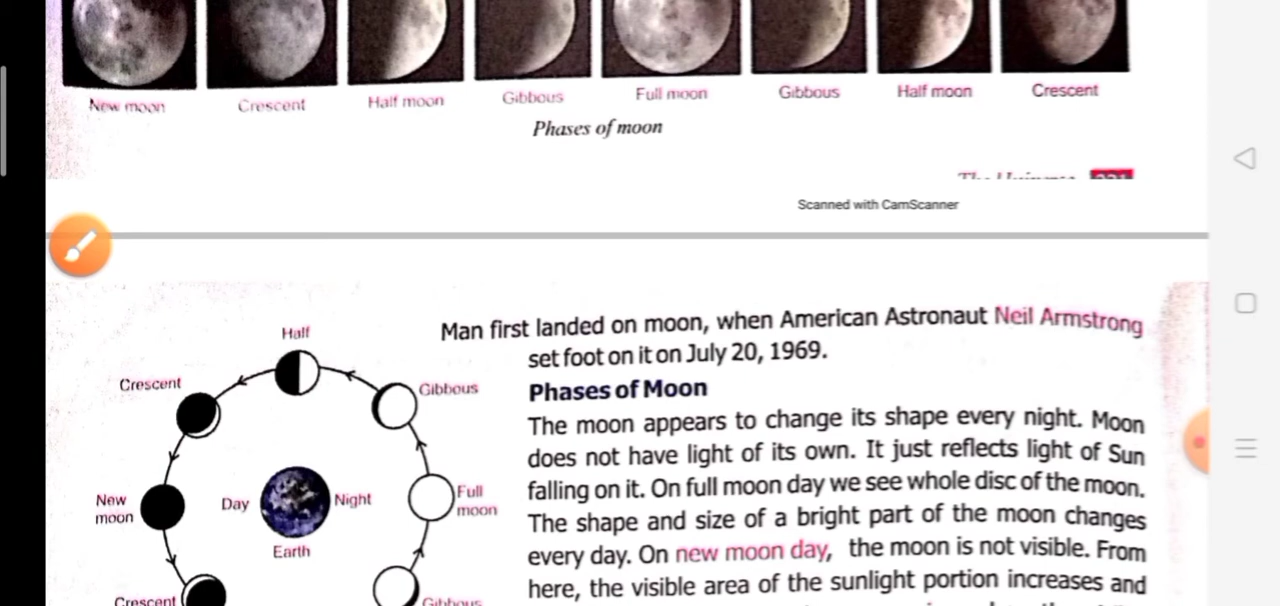 New moon
Crescent
Half moon
Gibbous
Full moon
Gibbous
Half moon
Crescent
Phases of moon
Scanned with CamScanner
Half
Crescent
Gibbous
New
moon
Day
Night
Full
moon
Earth
Crescent
Gibbous
Man first landed on moon, when American Astronaut Neil Armstrong
set foot on it on July 20, 1969.
Phases of Moon
The moon appears to change its shape every night. Moon
does not have light of its own. It just reflects light of Sun
falling on it. On full moon day we see whole disc of the moon.
The shape and size of a bright part of the moon changes
every day. On new moon day, the moon is not visible. From
here, the visible area of the sunlight portion increases and